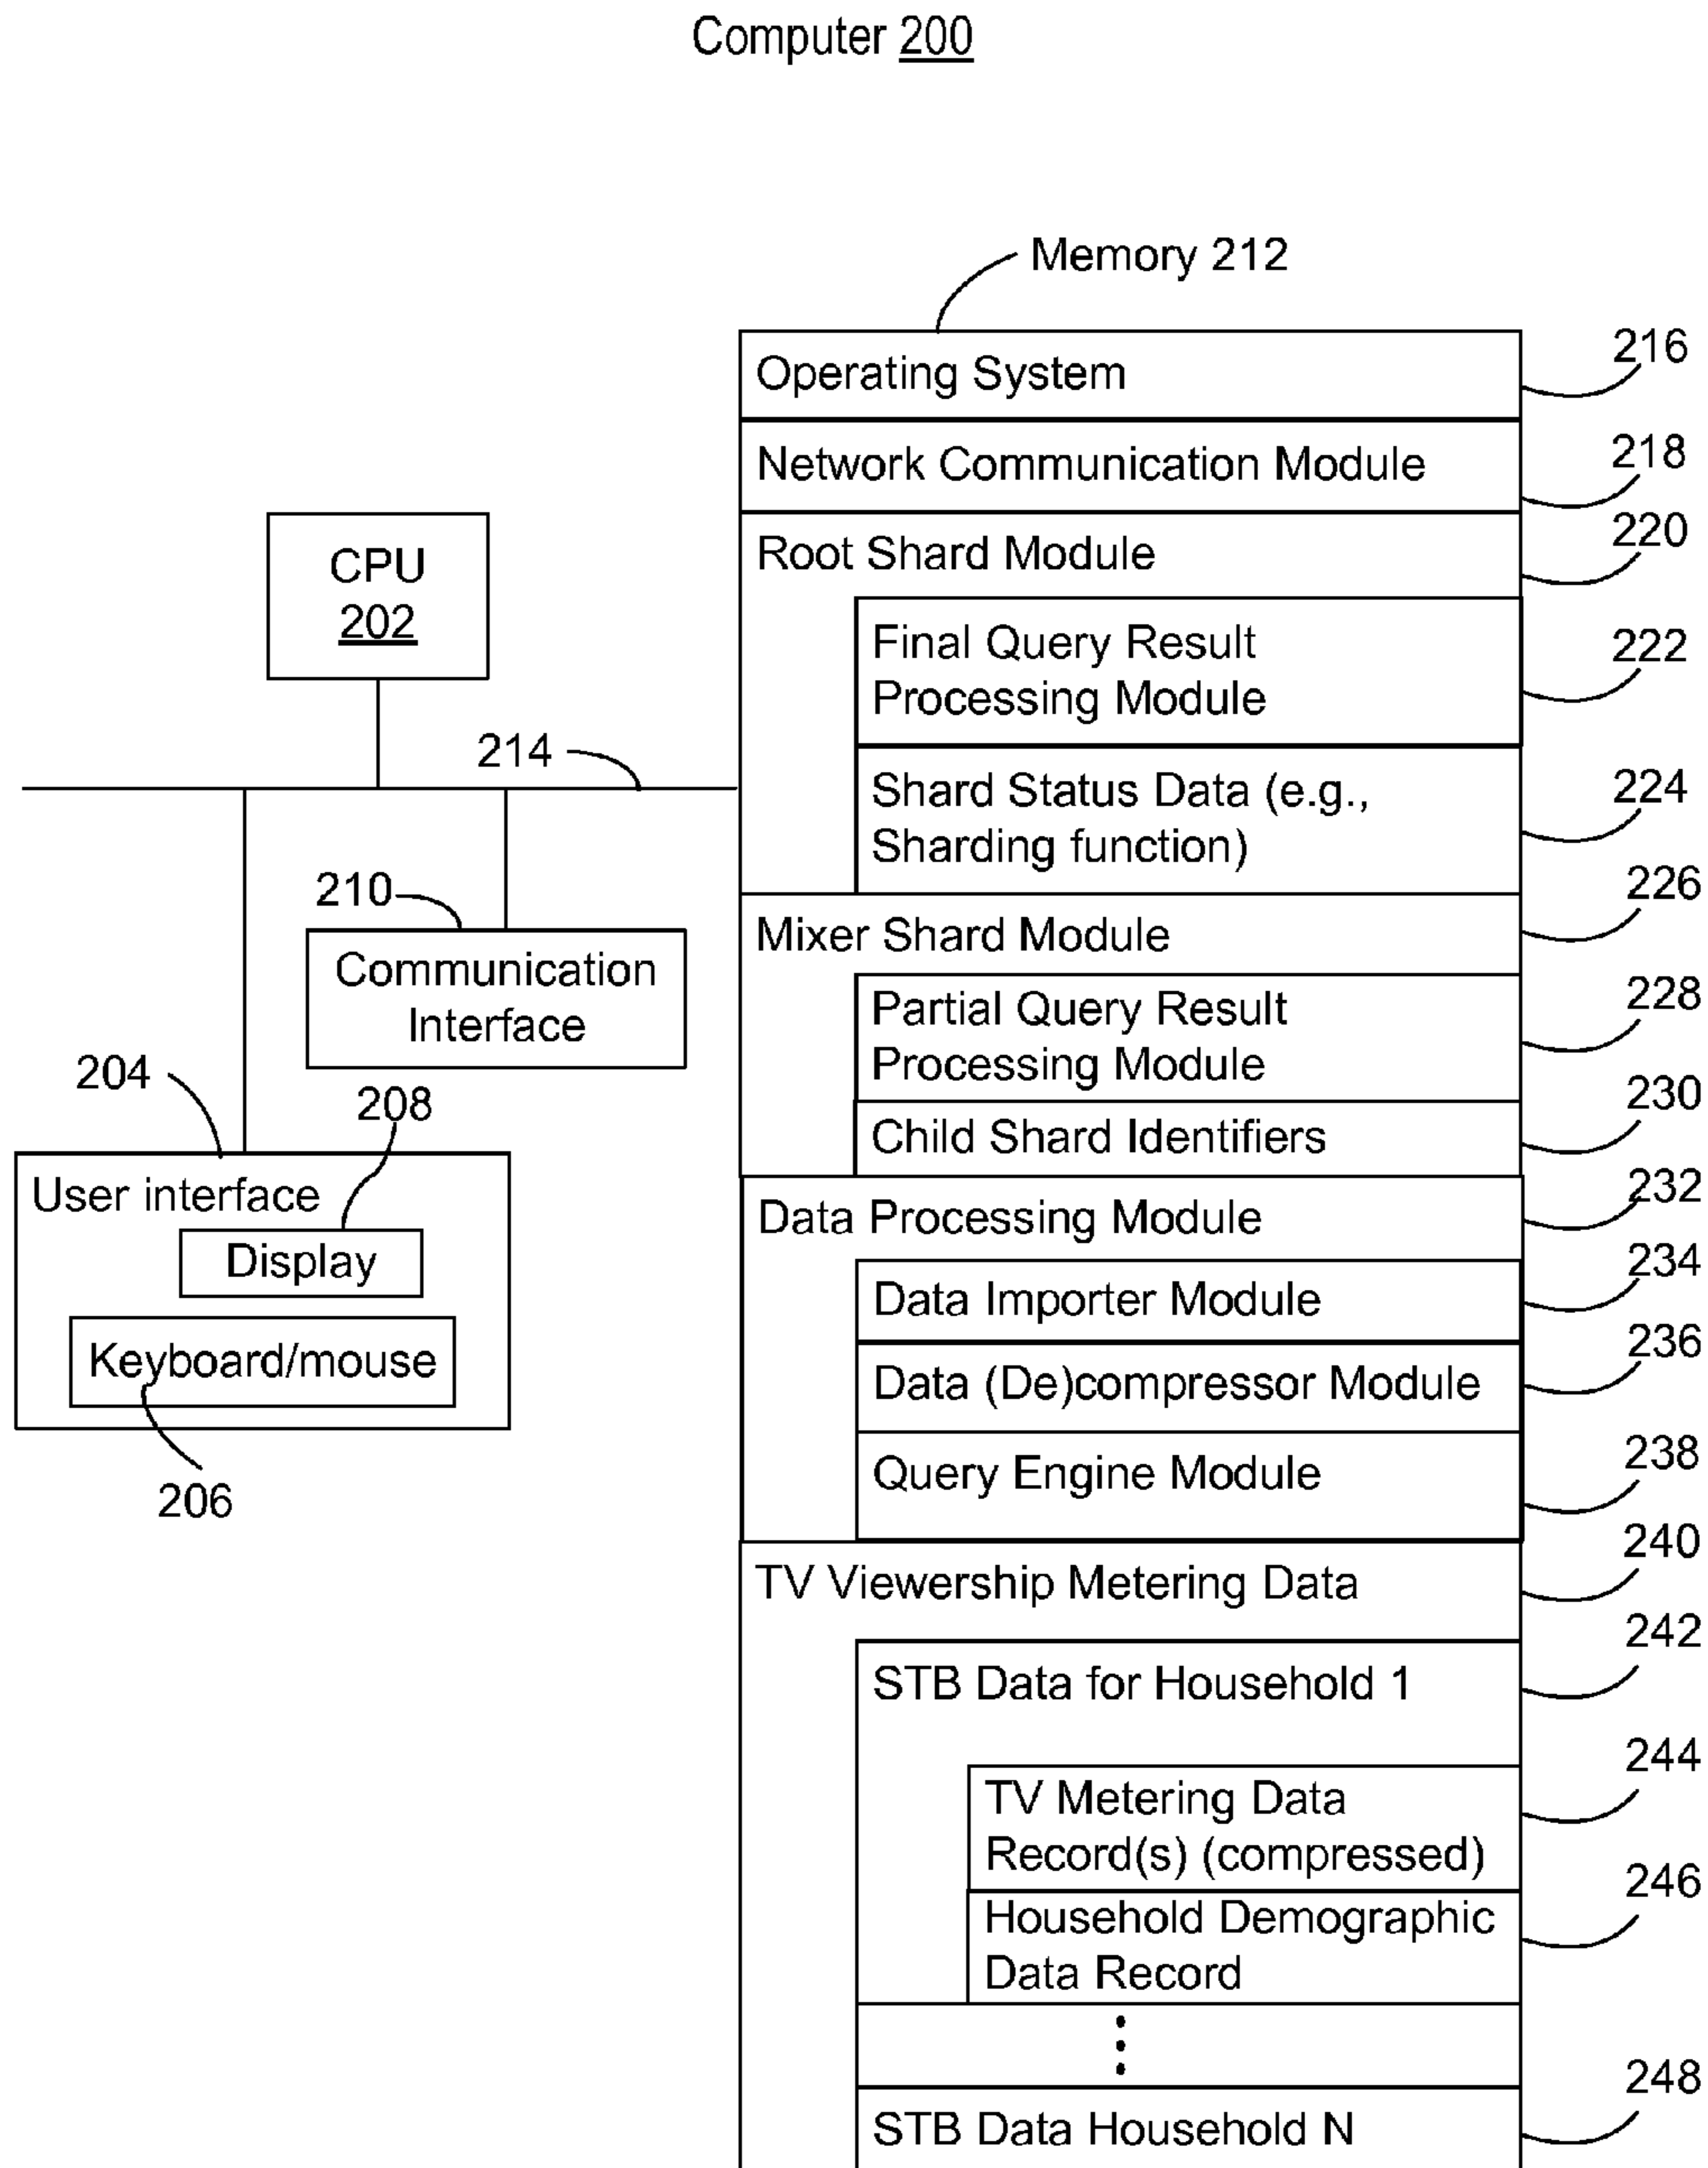 Computer 200
Memory 212
Operating System
216
Network Communication Module
218
Root Shard Module
220
Final Query Result
Processing Module
222
Shard Status Data (e.g.,
Sharding function)
224
Mixer Shard Module
226
Partial Query Result
Processing Module
228
Child Shard Identifiers
230
Data Processing Module
232
Data Importer Module
234
Data (De)compressor Module
236
Query Engine Module
238
TV Viewership Metering Data
240
STB Data for Household 1
242
TV Metering Data
Record(s) (compressed)
244
Household Demographic
Data Record
246
STB Data Household N
248
CPU
202
214
210
Communication
Interface
204
208
User interface
Display
Keyboard/mouse
206